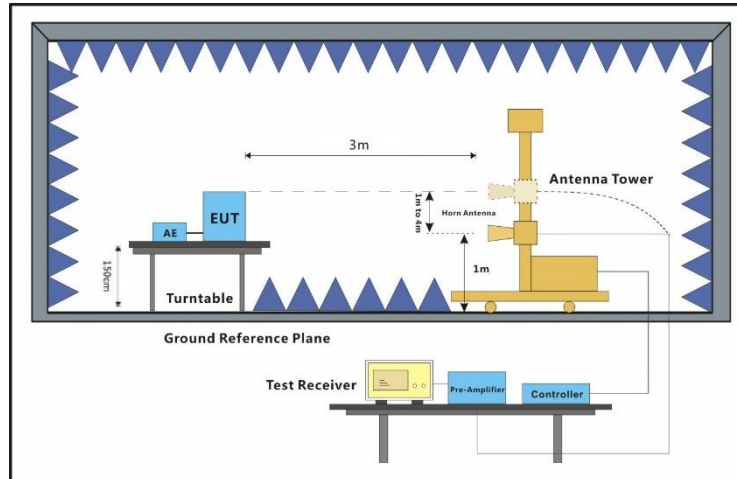 3m
Antenna Tower
1m to 4m
Horn Antenna
EUT
AE
150cm
1m
Turntable
Ground Reference Plane
Test Receiver
Pre-Amplifier
Controller